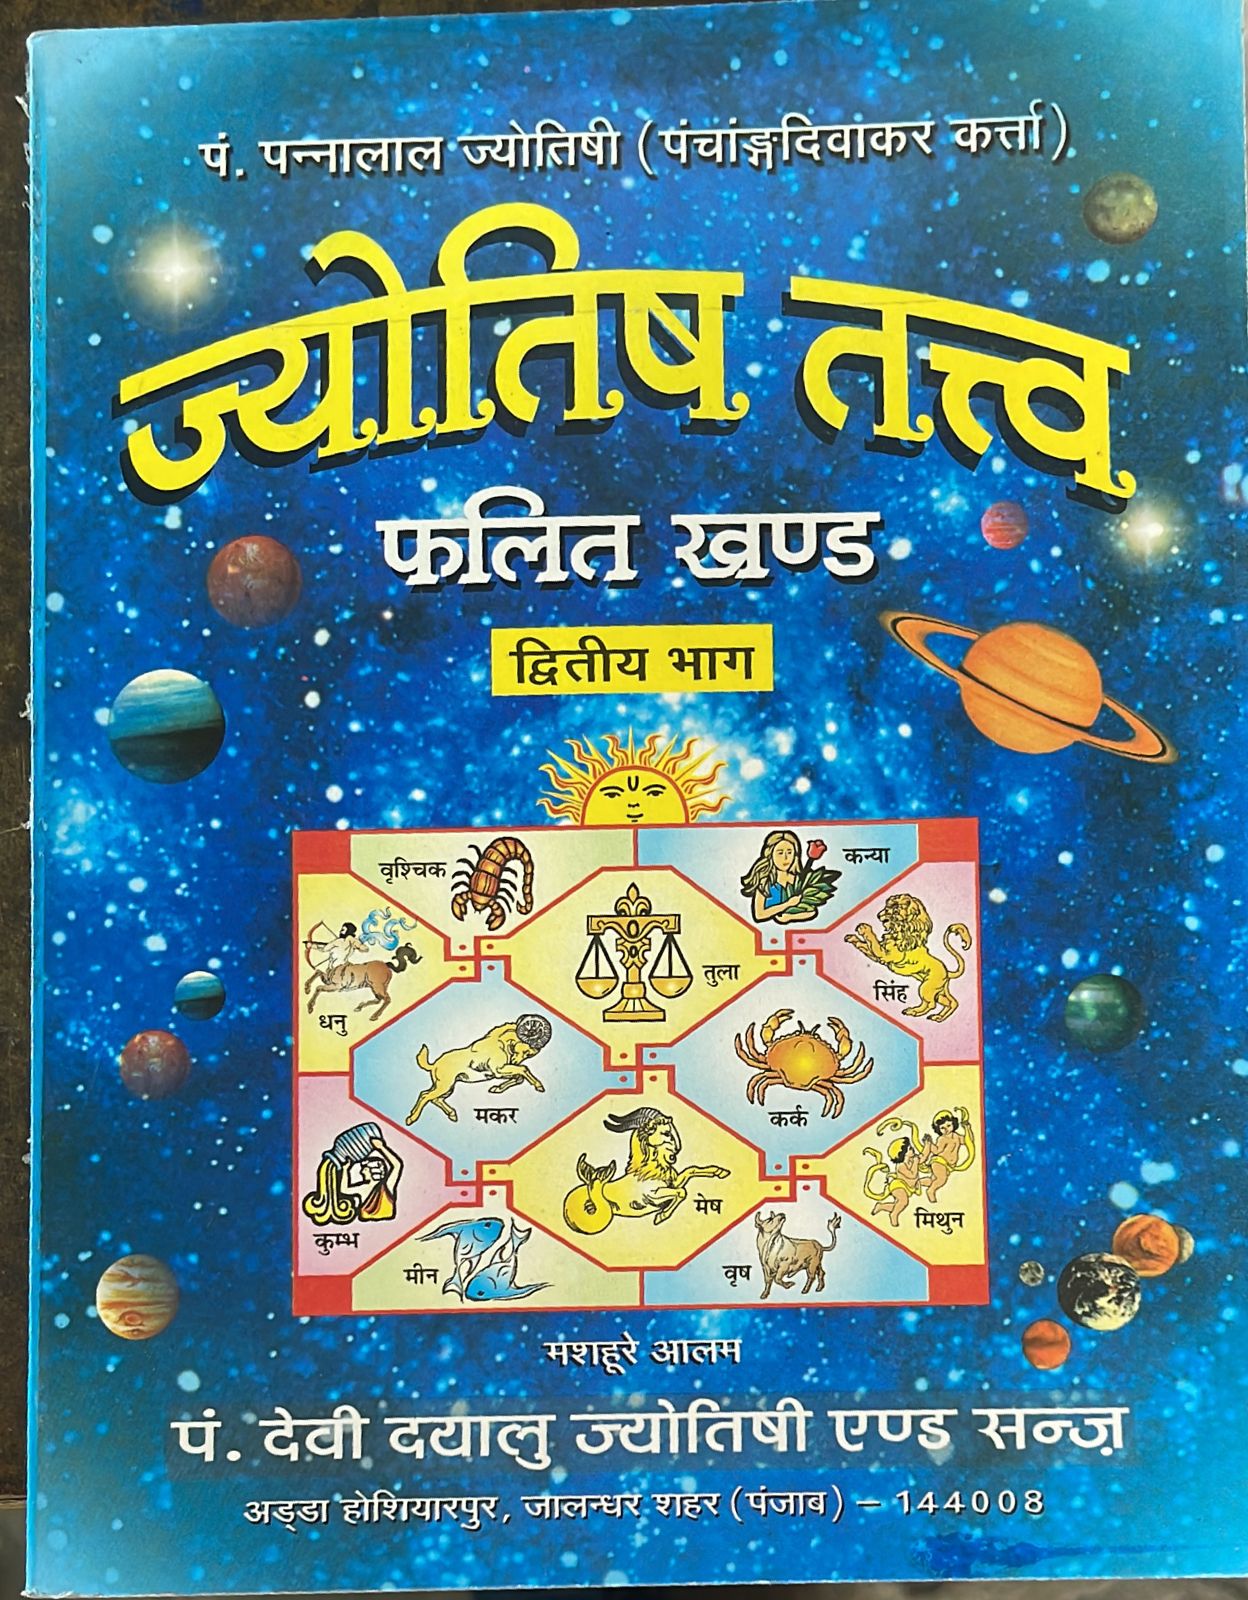 पं. पन्नालाल ज्योतिषी (पंचांङ्गदिवाकर कर्त्ता)
ज्योतिष तत्त्व
फलित खण्ड
द्वितीय भाग
वृश्चिक
कन्या
धनु
तुला
सिंह
मकर
कर्क
कुम्भ
मेष
मिथुन
मीन
वृष
मशहूरे आलम
पं. देवी दयालु ज्योतिषी एण्ड सन्ज़
अड्डा होशियारपुर, जालन्धर शहर (पंजाब) – 144008